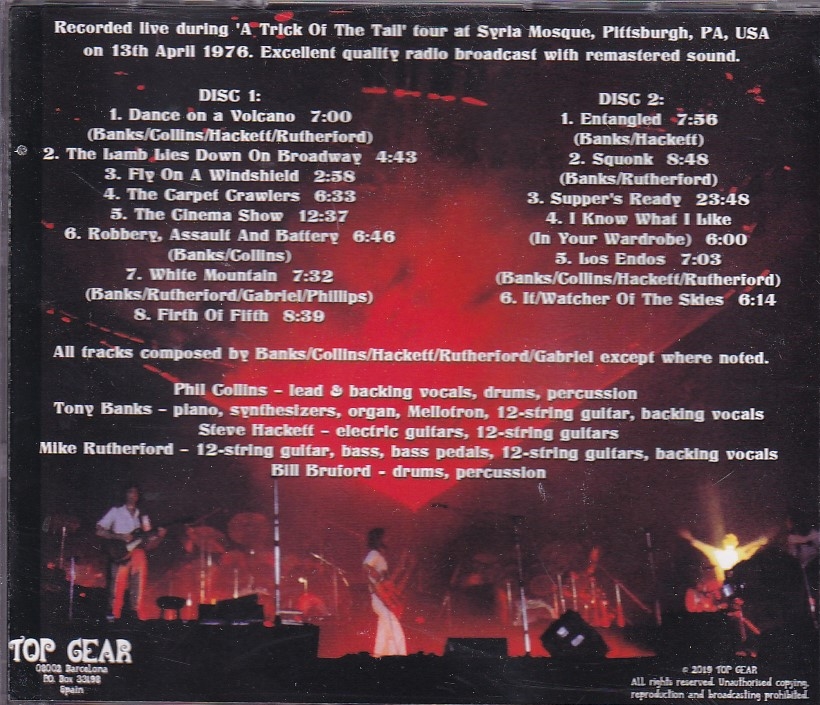 Recorded live during 'A Trick Of The Tail' tour at Syria Mosque, Pittsburgh, PA, USA
on 13th April 1976. Excellent quality radio broadcast with remastered sound.
DISC 1:
1. Dance on a Volcano 7:00
(Banks/Collins/Hackett/Rutherford)
2. The Lamb Lies Down On Broadway 4:43
3. Fly On A Windshield 2:58
4. The Carpet Crawlers 6:33
5. The Cinema Show 12:37
6. Robbery, Assault And Battery 6:46
(Banks/Collins)
7. White Mountain 7:32
(Banks/Rutherford/Gabriel/Phillips)
8. Firth Of Fifth 8:39
DISC 2:
1. Entangled 7:56
(Banks/Hackett)
2. Squonk 8:48
(Banks/Rutherford)
3. Supper's Ready 23:48
4. I Know What I Like
(In Your Wardrobe) 6:00
5. Los Endos 7:03
(Banks/Collins/Hackett/Rutherford)
6. It/Watcher Of The Skies 6:14
All tracks composed by Banks/Collins/Hackett/Rutherford/Gabriel except where noted.
Phil Collins - lead & backing vocals, drums, percussion
Tony Banks - piano, synthesizers, organ, Mellotron, 12-string guitar, backing vocals
Steve Hackett - electric guitars, 12-string guitars
Mike Rutherford - 12-string guitar, bass, bass pedals, 12-string guitars, backing vocals
Bill Bruford - drums, percussion
TOP GEAR
08002 Barcelona
P.O. Box 33198
Spain
© 2019 TOP GEAR
All rights reserved. Unauthorised copying,
reproduction and broadcasting prohibited.